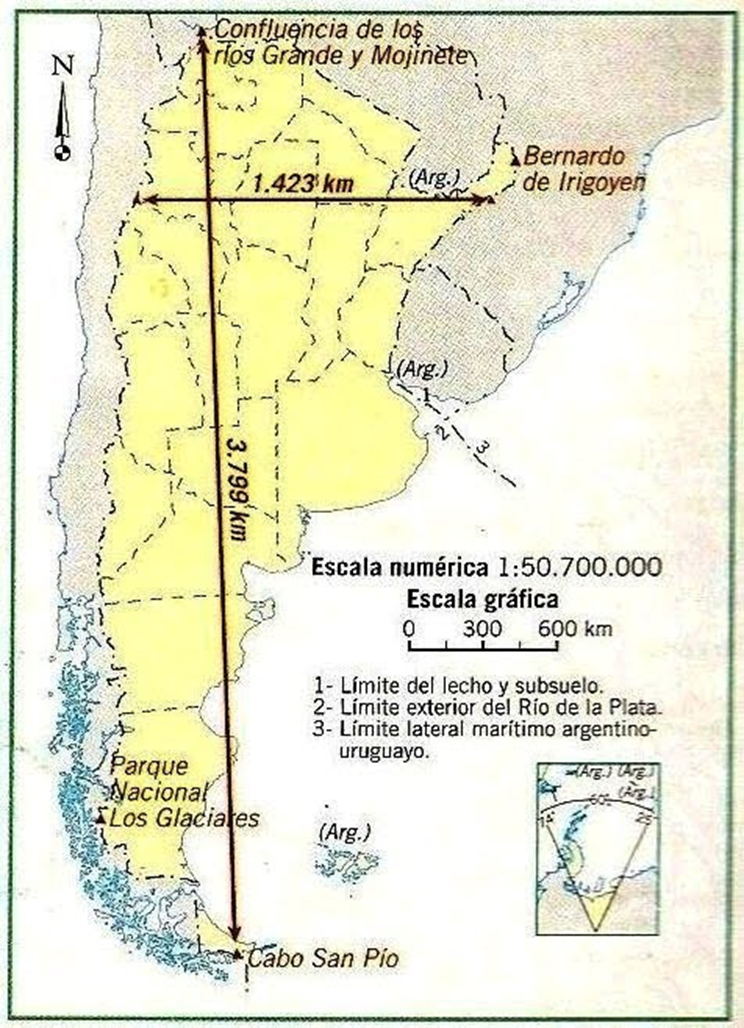 Confluencia de los
ríos Grande y Mojinete
N
Bernardo
de Irigoyen
(Arg.)
1.423 km
(Arg.)
1
2
3
3.799 km
Escala numérica 1:50.700.000
Escala gráfica
0 300 600 km
1- Límite del lecho y subsuelo.
2- Límite exterior del Río de la Plata.
3- Límite lateral marítimo argentino-
uruguayo.
Parque
Nacional
Los Glaciares
(Arg.)
(Arg.) (Arg.)
(Arg.)
60°
25
Cabo San Pío